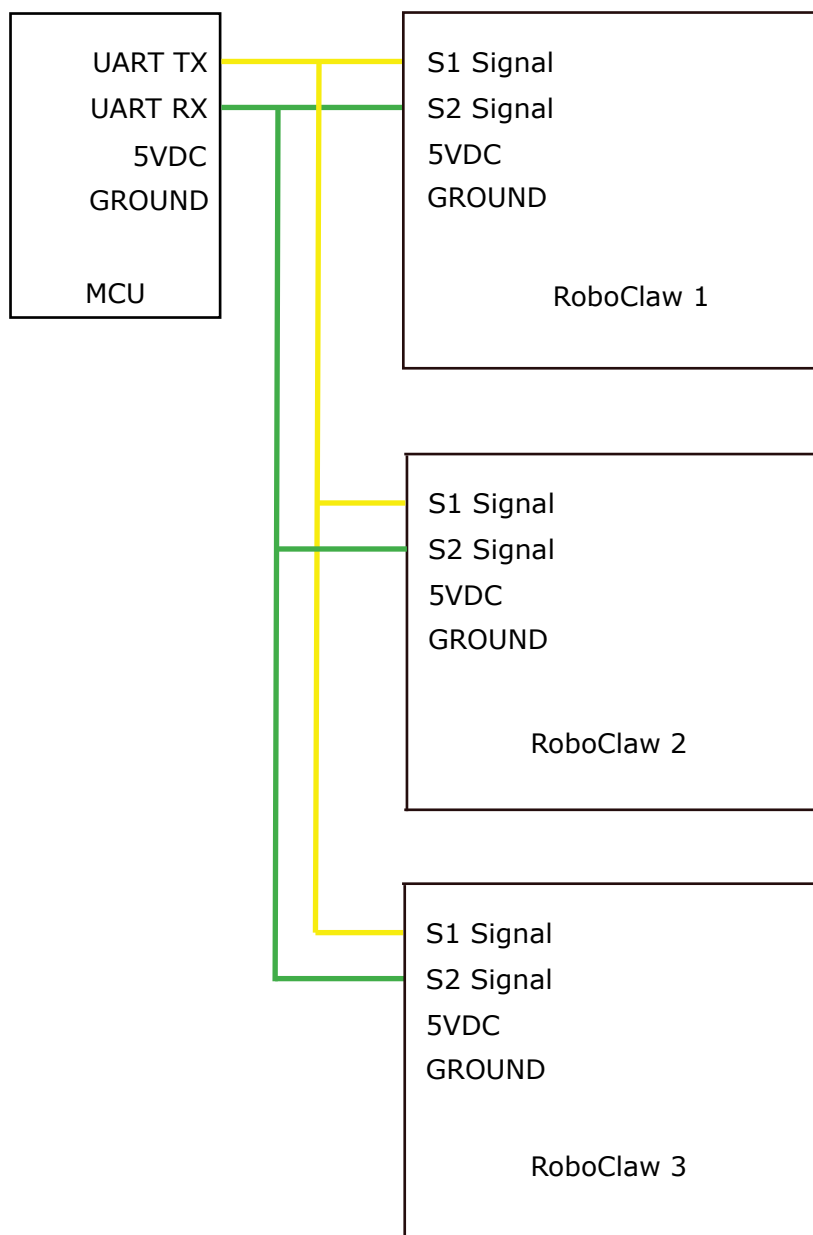 UART TX
UART RX
5VDC
GROUND
MCU
S1 Signal
S2 Signal
5VDC
GROUND
RoboClaw 1
S1 Signal
S2 Signal
5VDC
GROUND
RoboClaw 2
S1 Signal
S2 Signal
5VDC
GROUND
RoboClaw 3